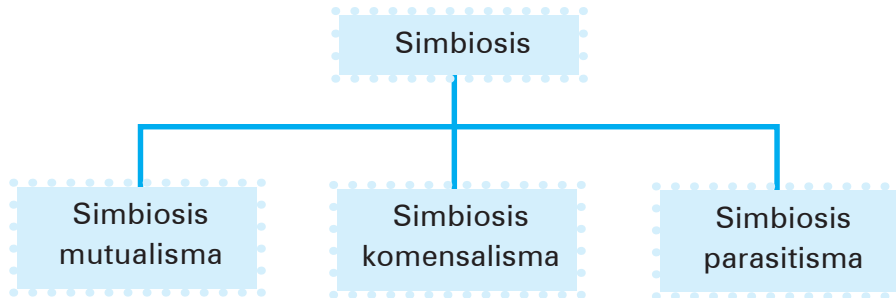 Simbiosis
Simbiosis
mutualisma
Simbiosis
komensalisma
Simbiosis
parasitisma